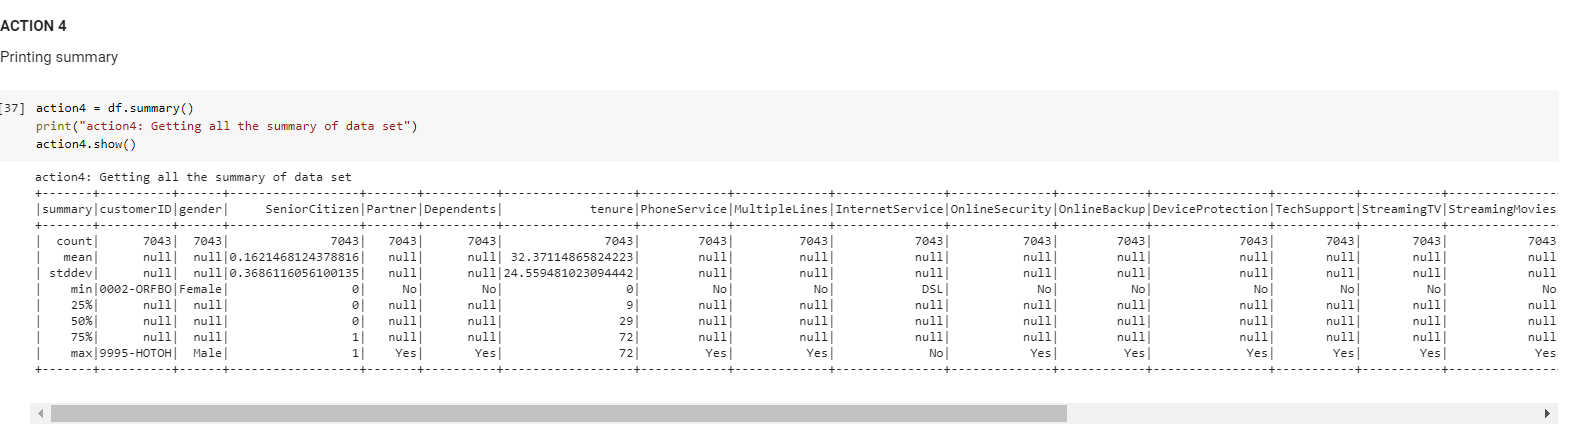 ACTION 4
Printing summary
[37] action4 = df.summary()
print("action4: Getting all the summary of data set")
action4.show()
action4: Getting all the summary of data set
+-------+----------+------+------------------+-------+----------+------------------+------------+-------------+---------------+--------------+------------+----------------+-----------+-----------+---------------
|summary|customerID|gender|     SeniorCitizen|Partner|Dependents|            tenure|PhoneService|MultipleLines|InternetService|OnlineSecurity|OnlineBackup|DeviceProtection|TechSupport|StreamingTV|StreamingMovies
+-------+----------+------+------------------+-------+----------+------------------+------------+-------------+---------------+--------------+------------+----------------+-----------+-----------+---------------
|  count|      7043|  7043|              7043|   7043|      7043|              7043|        7043|         7043|           7043|          7043|        7043|            7043|       7043|       7043|           7043
|   mean|      null|  null|0.1621468124378816|   null|      null| 32.37114865824223|        null|         null|           null|          null|        null|            null|       null|       null|           null
| stddev|      null|  null|0.3686116056100135|   null|      null|24.559481023094442|        null|         null|           null|          null|        null|            null|       null|       null|           null
|    min|0002-ORFBO|Female|                 0|     No|        No|                 0|          No|           No|            DSL|            No|          No|              No|         No|         No|             No
|    25%|      null|  null|                 0|   null|      null|                 9|        null|         null|           null|          null|        null|            null|       null|       null|           null
|    50%|      null|  null|                 0|   null|      null|                29|        null|         null|           null|          null|        null|            null|       null|       null|           null
|    75%|      null|  null|                 1|   null|      null|                72|        null|         null|           null|          null|        null|            null|       null|       null|           null
|    max|9995-HOTOH|  Male|                 1|    Yes|       Yes|                72|         Yes|          Yes|             No|           Yes|         Yes|             Yes|        Yes|        Yes|            Yes
+-------+----------+------+------------------+-------+----------+------------------+------------+-------------+---------------+--------------+------------+----------------+-----------+-----------+---------------